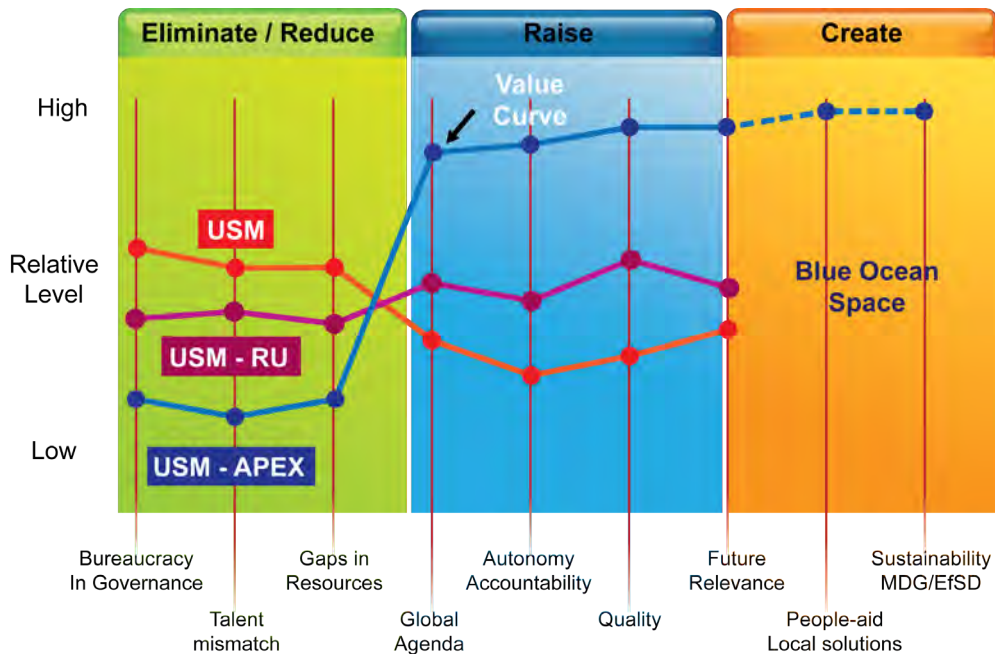 Eliminate / Reduce
Raise
Create
High
Value
Curve
USM
Relative
Level
Blue Ocean
Space
USM - RU
Low
USM - APEX
Bureaucracy
In Governance
Gaps in
Resources
Autonomy
Accountability
Future
Relevance
Sustainability
MDG/EfSD
Talent
mismatch
Global
Agenda
Quality
People-aid
Local solutions